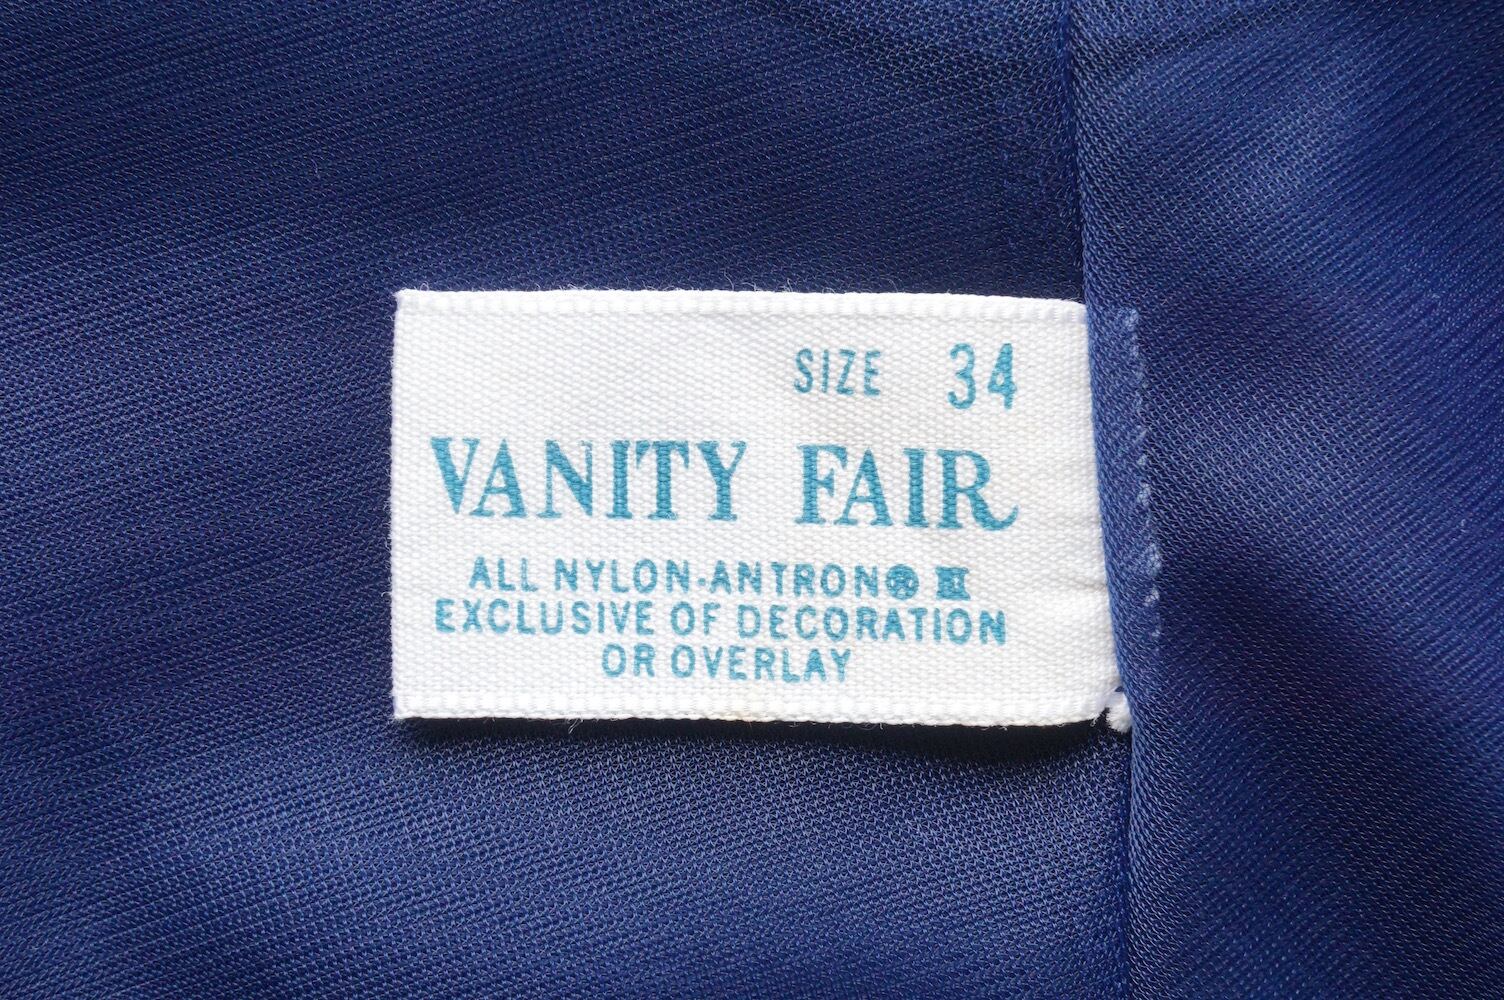 SIZE 34
VANITY FAIR
ALL NYLON-ANTRON® III
EXCLUSIVE OF DECORATION
OR OVERLAY